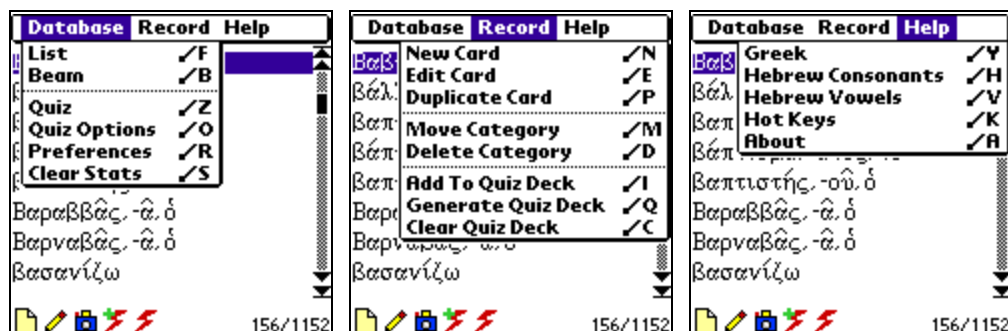 Database Record Help
List ⁄F
Beam ⁄B
Quiz ⁄Z
Quiz Options ⁄O
Preferences ⁄R
Clear Stats ⁄S
Βαραββᾶς, -ᾶ, ὁ
Βαρναβᾶς, -ᾶ, ὁ
βασανίζω
156/1152
Database Record Help
New Card ⁄N
Edit Card ⁄E
Duplicate Card ⁄P
Move Category ⁄M
Delete Category ⁄D
Add To Quiz Deck ⁄I
Generate Quiz Deck ⁄Q
Clear Quiz Deck ⁄C
βασανίζω
156/1152
Database Record Help
Greek ⁄Y
Hebrew Consonants ⁄H
Hebrew Vowels ⁄V
Hot Keys ⁄K
About ⁄A
βαπτιστής, -οῦ, ὁ
Βαραββᾶς, -ᾶ, ὁ
Βαρναβᾶς, -ᾶ, ὁ
βασανίζω
156/1152